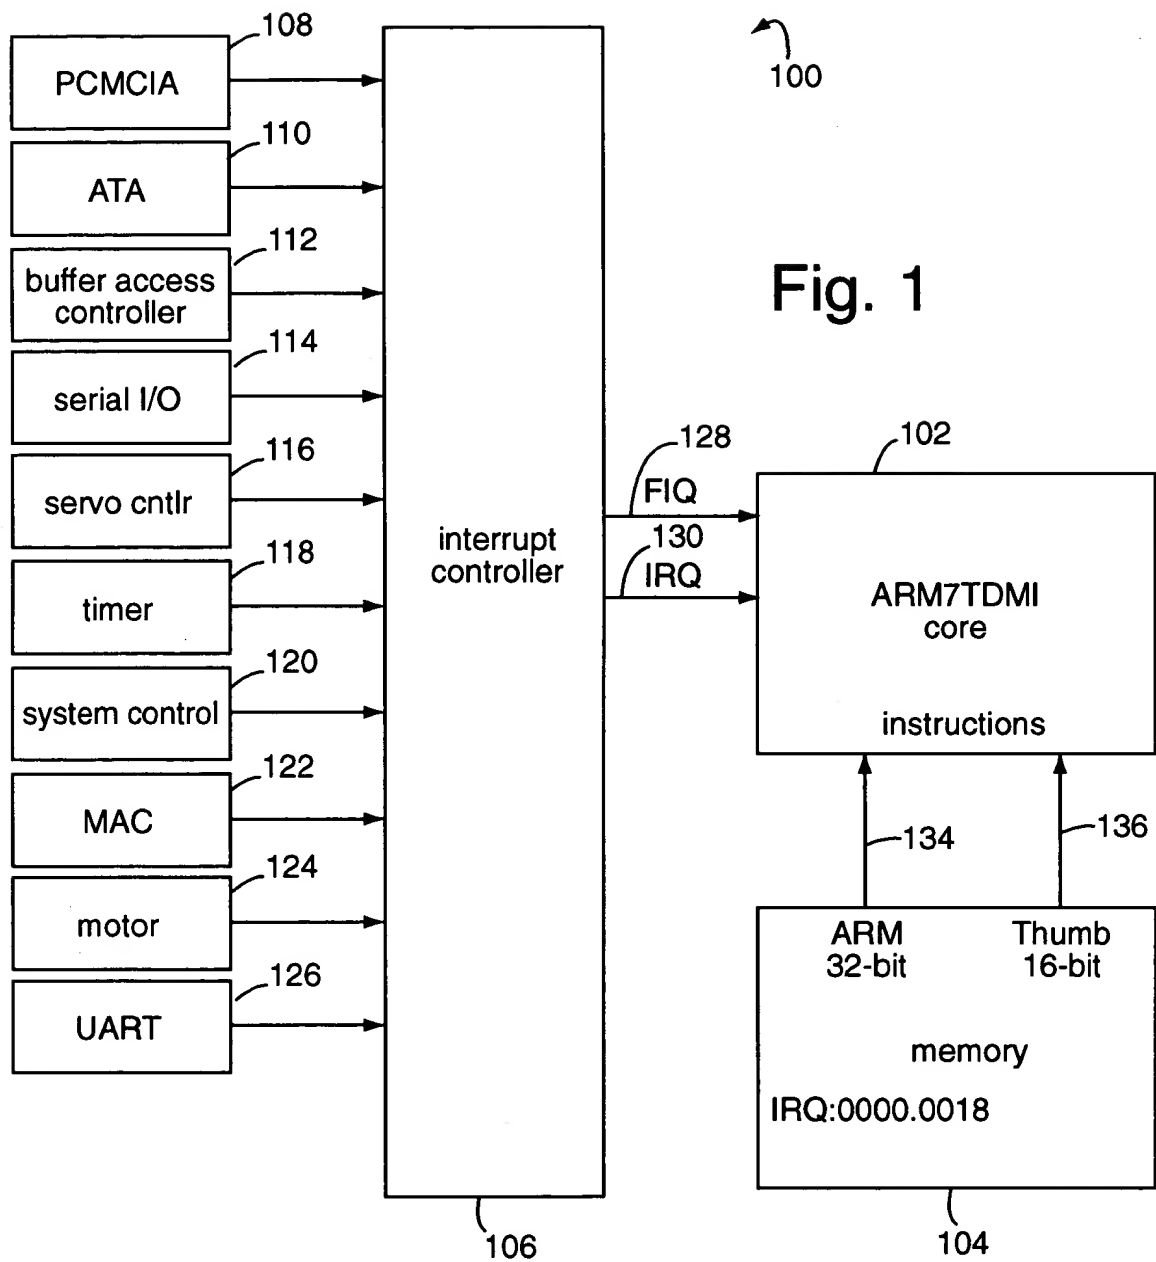 108
PCMCIA
100
110
ATA
112
buffer access
controller
Fig. 1
114
serial I/O
116
servo cntlr
128
FIQ
102
130
IRQ
interrupt
controller
ARM7TDMI
core
instructions
118
timer
120
system control
122
MAC
134
136
124
motor
ARM
32-bit
Thumb
16-bit
126
UART
memory
IRQ:0000.0018
106
104